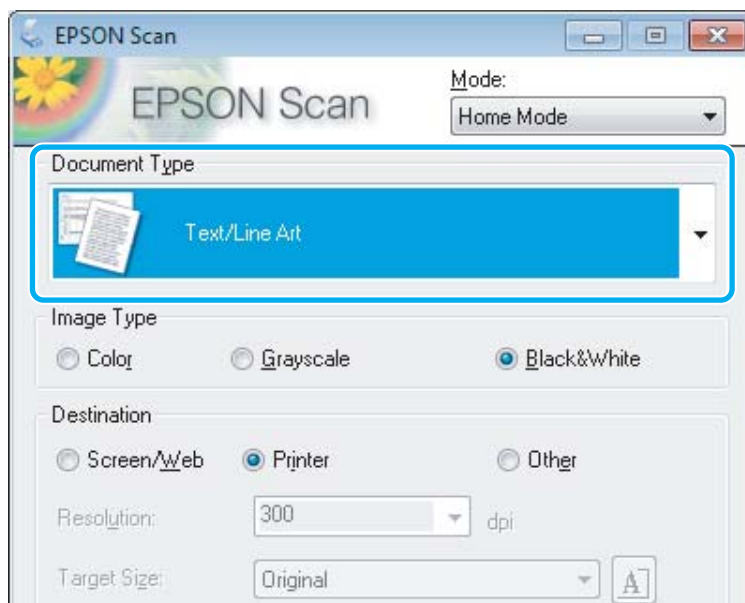 EPSON Scan
EPSON Scan
Mode:
Home Mode
Document Type
Text/Line Art
Image Type
Color Grayscale Black&White
Destination
Screen/Web Printer Other
Resolution: 300 dpi
Target Size: Original A